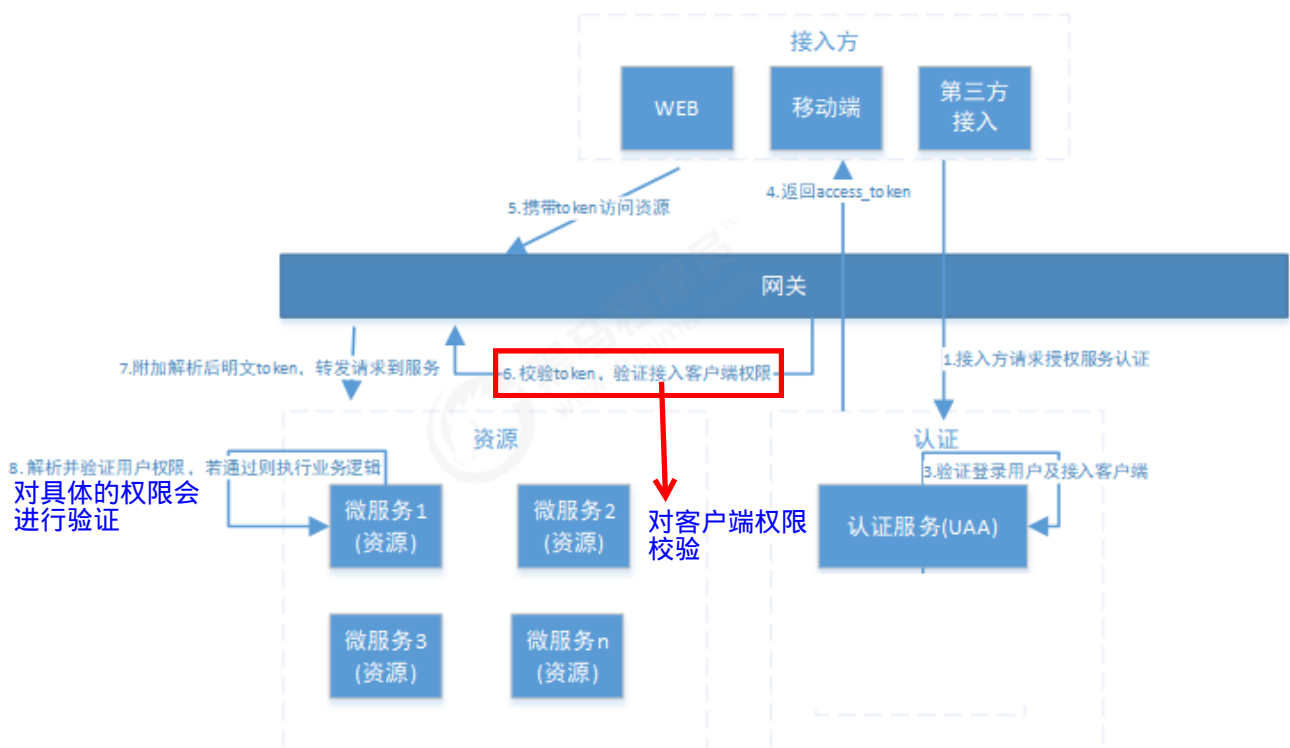 接入方
WEB
移动端
第三方
接入
5.携带token访问资源
4.返回access_token
网关
7.附加解析后明文token，转发请求到服务
6.校验token，验证接入客户端权限
1.接入方请求授权服务认证
资源
认证
8.解析并验证用户权限，若通过则执行业务逻辑
3.验证登录用户及接入客户端
对具体的权限会
进行验证
微服务1
(资源)
微服务2
(资源)
对客户端权限
校验
认证服务(UAA)
微服务3
(资源)
微服务n
(资源)